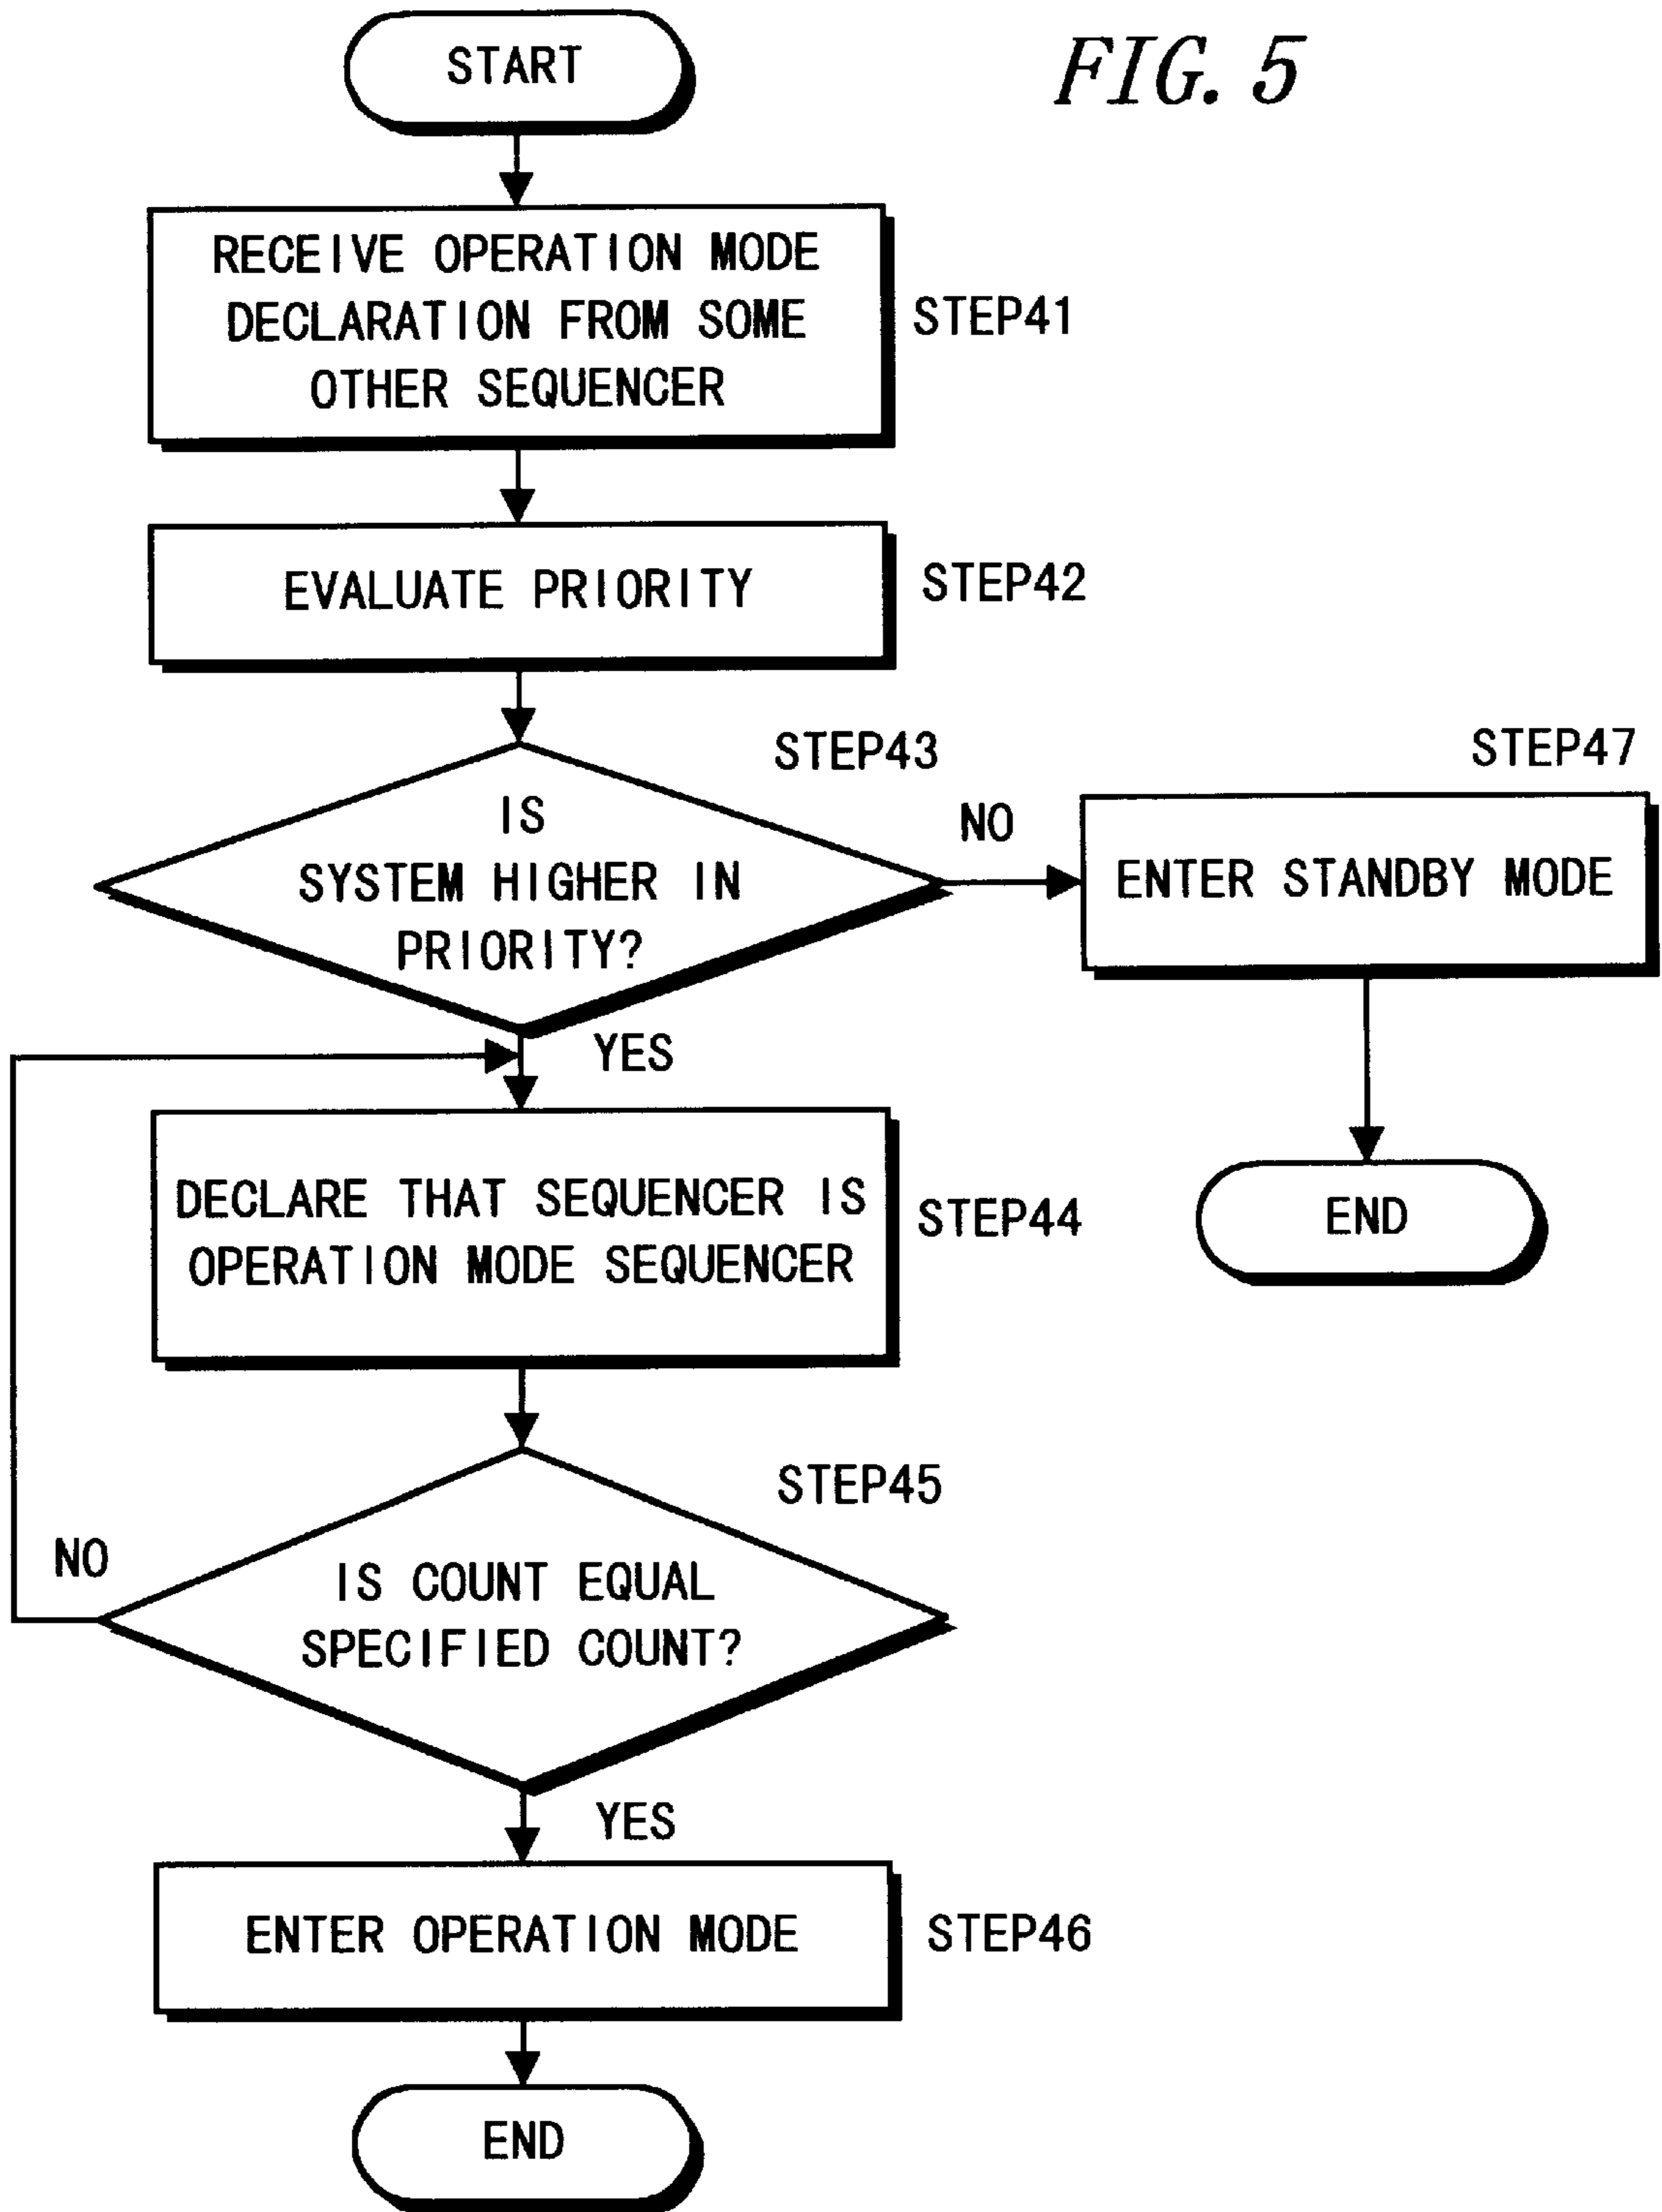 FIG. 5
START
RECEIVE OPERATION MODE
DECLARATION FROM SOME
OTHER SEQUENCER
STEP41
EVALUATE PRIORITY
STEP42
STEP43
IS
SYSTEM HIGHER IN
PRIORITY?
NO
STEP47
ENTER STANDBY MODE
END
YES
DECLARE THAT SEQUENCER IS
OPERATION MODE SEQUENCER
STEP44
STEP45
IS COUNT EQUAL
SPECIFIED COUNT?
NO
YES
ENTER OPERATION MODE
STEP46
END